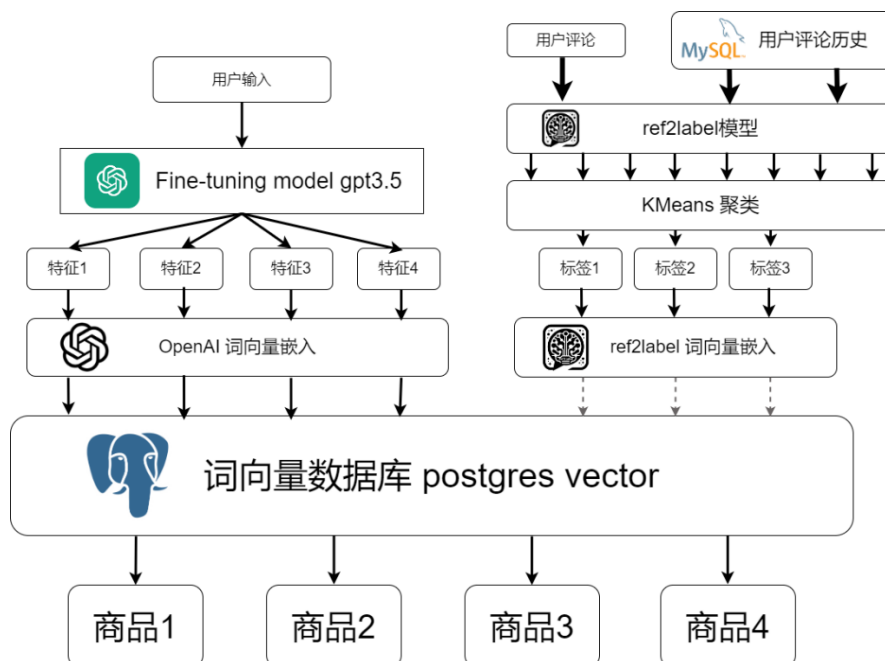 用户输入
Fine-tuning model gpt3.5
特征1
特征2
特征3
特征4
OpenAI 词向量嵌入
用户评论
MySQL 用户评论历史
ref2label模型
KMeans 聚类
标签1
标签2
标签3
ref2label 词向量嵌入
词向量数据库 postgres vector
商品1
商品2
商品3
商品4